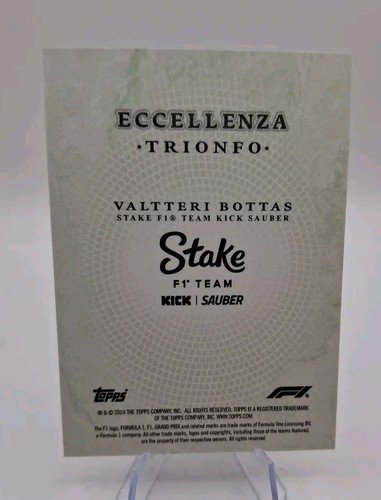 ECCELLENZA
·TRIONFO·
VALTTERI BOTTAS
STAKE F1® TEAM KICK SAUBER
Stake
F1® TEAM
KICK | SAUBER
Topps
F1®
® & © 2024 THE TOPPS COMPANY, INC. ALL RIGHTS RESERVED. TOPPS IS A REGISTERED TRADEMARK
OF THE TOPPS COMPANY, INC. WWW.TOPPS.COM
The F1 logo, FORMULA 1, F1, GRAND PRIX and related marks are trade marks of Formula One Licensing BV,
a Formula 1 company. All other marks, logos and copyrights, including those of the teams featured,
are the property of their respective owners. All rights reserved.